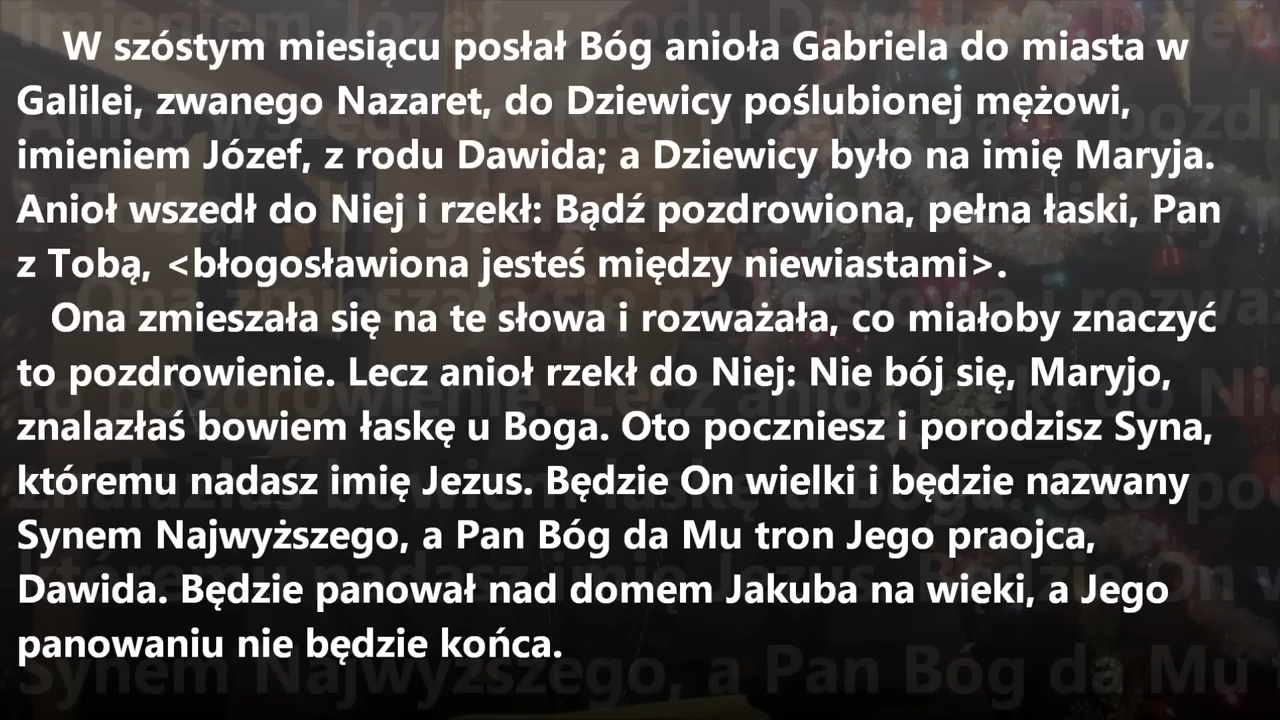 W szóstym miesiącu posłał Bóg anioła Gabriela do miasta w
Galilei, zwanego Nazaret, do Dziewicy poślubionej mężowi,
imieniem Józef, z rodu Dawida; a Dziewicy było na imię Maryja.
Anioł wszedł do Niej i rzekł: Bądź pozdrowiona, pełna łaski, Pan
z Tobą, <błogosławiona jesteś między niewiastami>.
Ona zmieszała się na te słowa i rozważała, co miałoby znaczyć
to pozdrowienie. Lecz anioł rzekł do Niej: Nie bój się, Maryjo,
znalazłaś bowiem łaskę u Boga. Oto poczniesz i porodzisz Syna,
któremu nadasz imię Jezus. Będzie On wielki i będzie nazwany
Synem Najwyższego, a Pan Bóg da Mu tron Jego praojca,
Dawida. Będzie panował nad domem Jakuba na wieki, a Jego
panowaniu nie będzie końca.